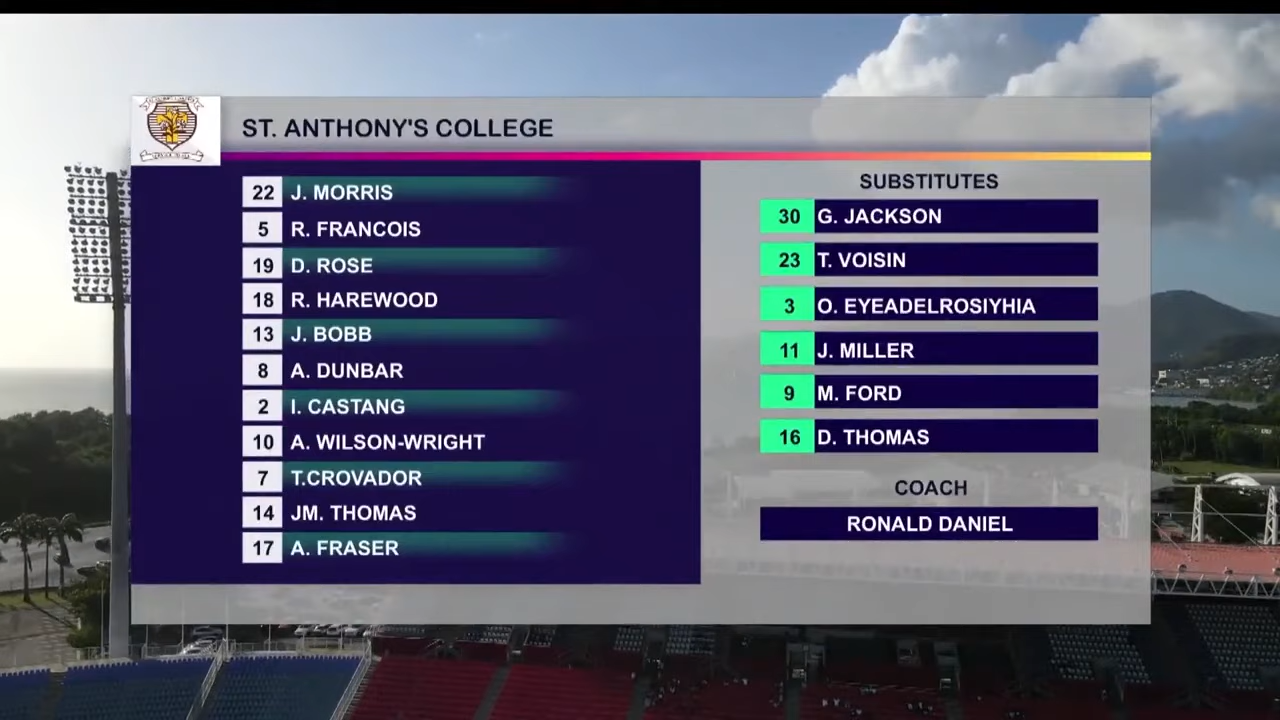 ST. ANTHONY'S COLLEGE
22 J. MORRIS
5 R. FRANCOIS
19 D. ROSE
18 R. HAREWOOD
13 J. BOBB
8 A. DUNBAR
2 I. CASTANG
10 A. WILSON-WRIGHT
7 T.CROVADOR
14 JM. THOMAS
17 A. FRASER
SUBSTITUTES
30 G. JACKSON
23 T. VOISIN
3 O. EYEADELROSIYHIA
11 J. MILLER
9 M. FORD
16 D. THOMAS
COACH
RONALD DANIEL